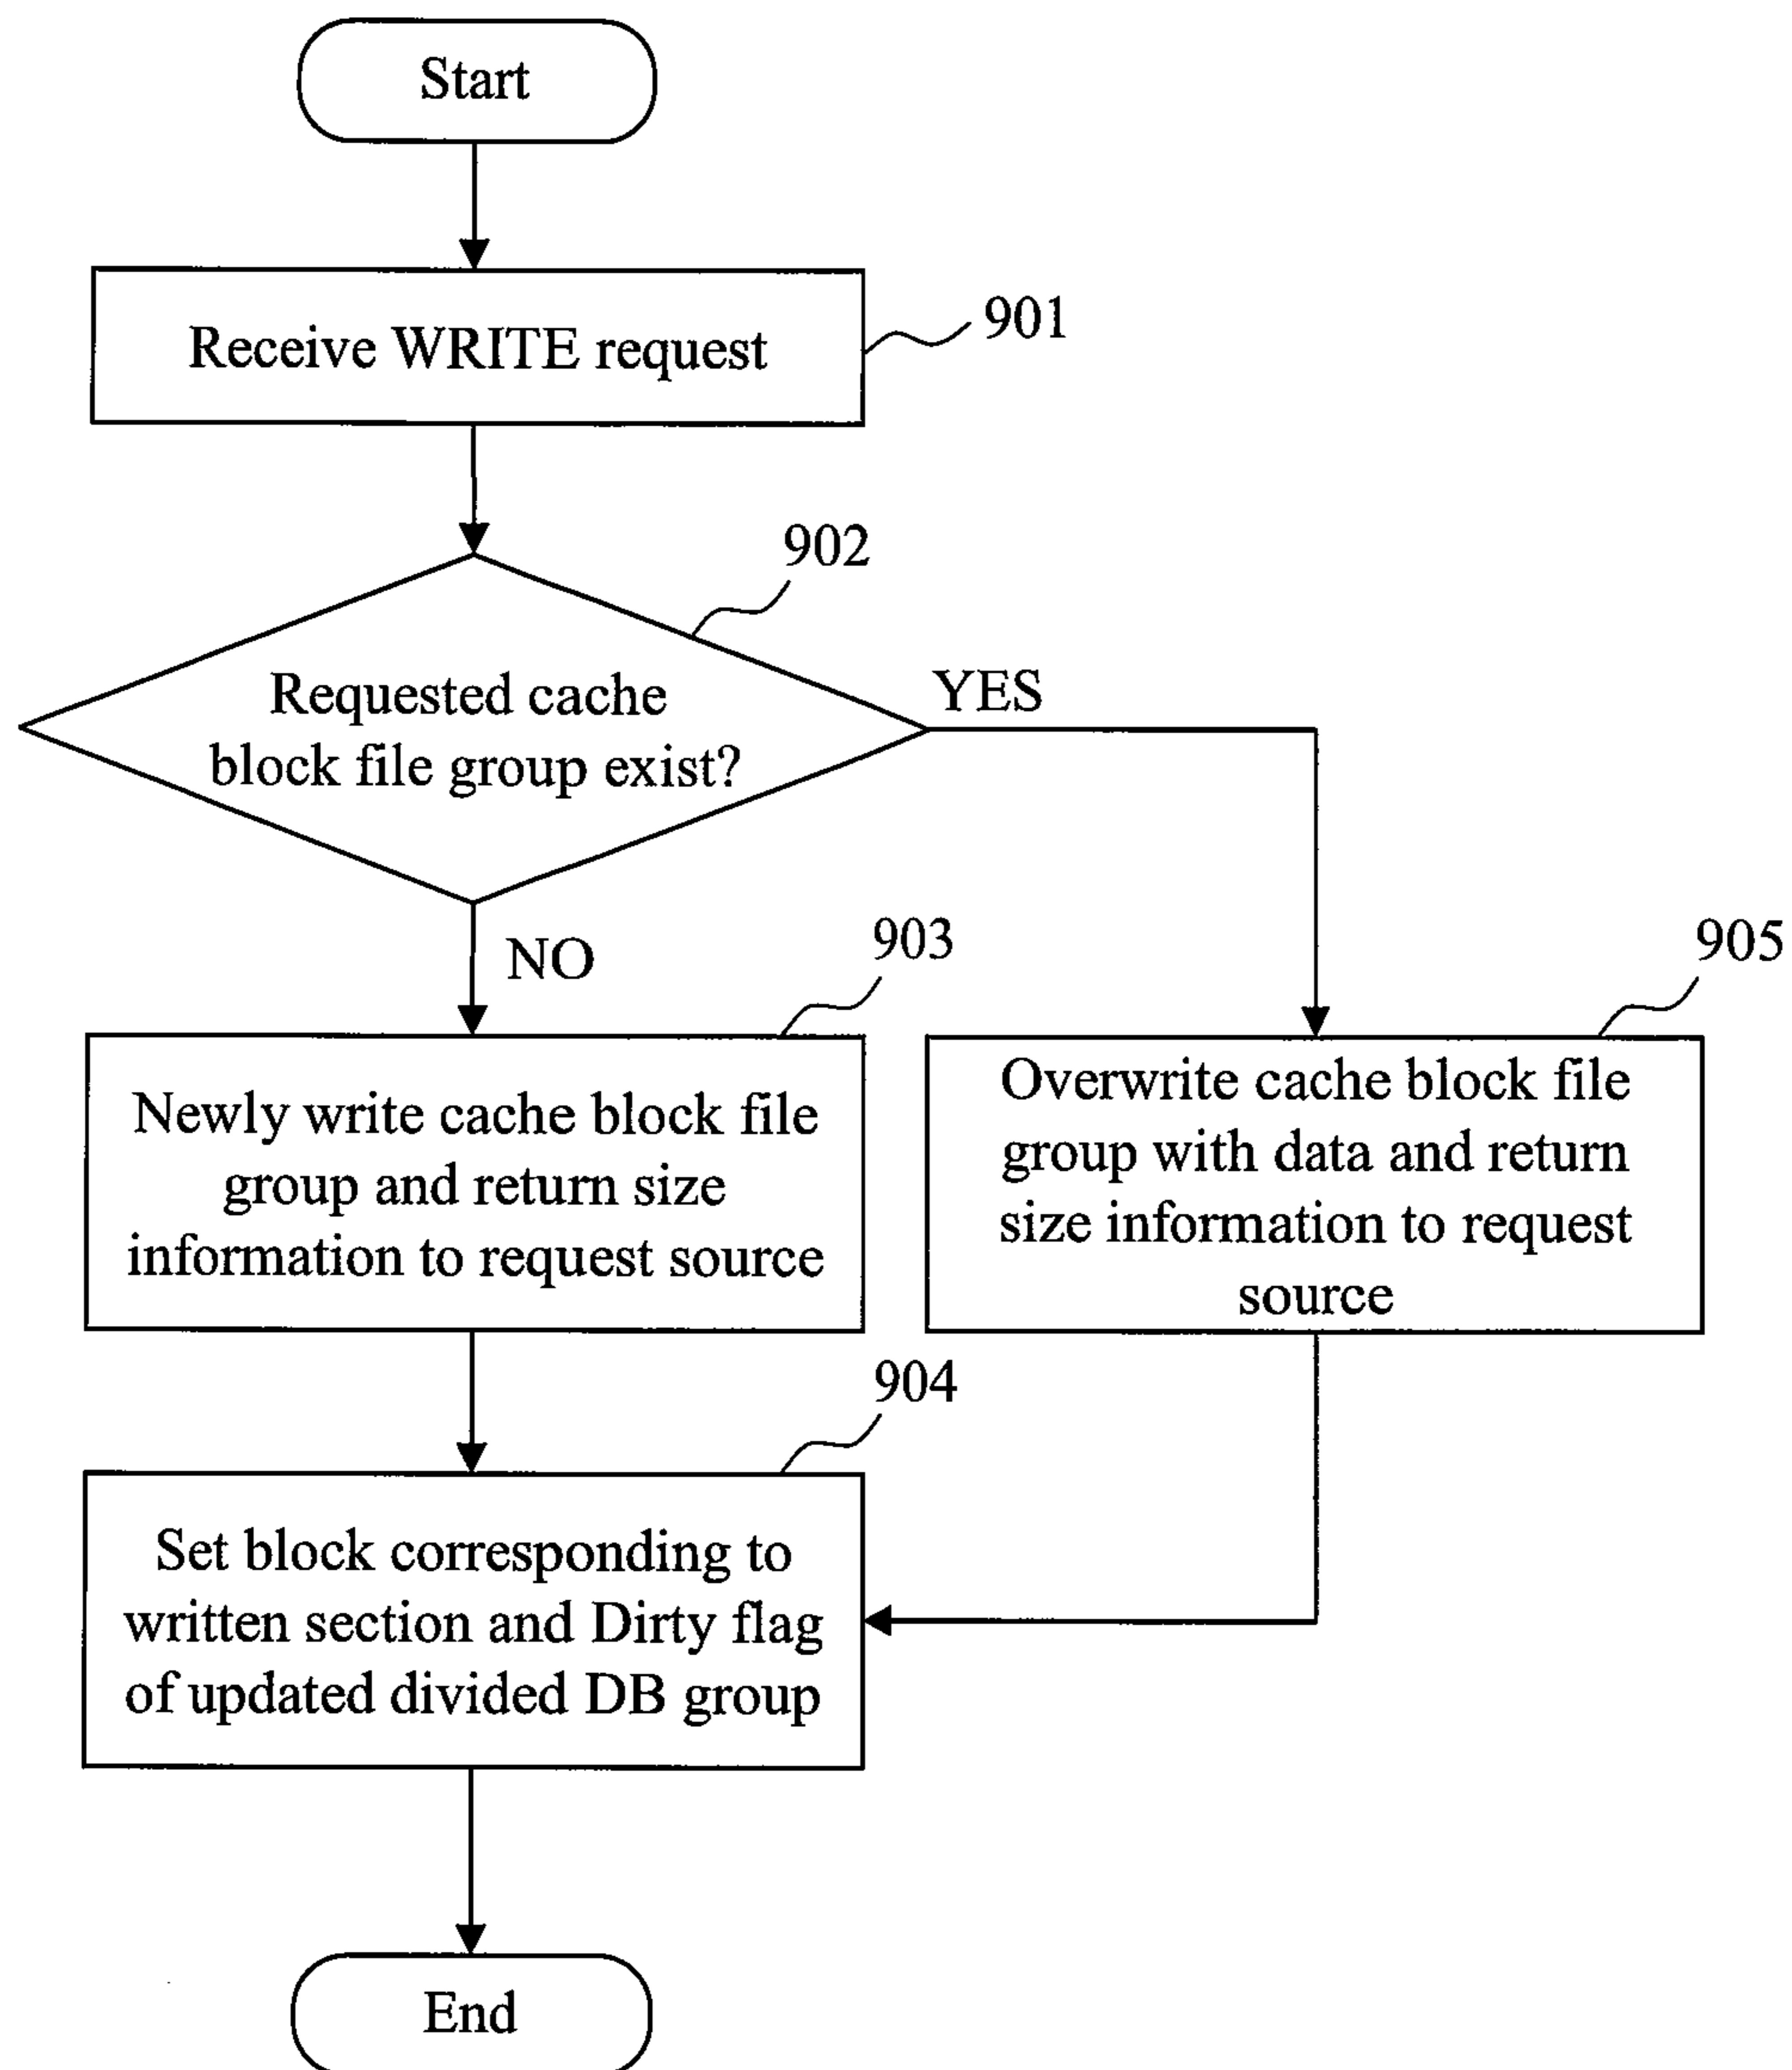 Start
Receive WRITE request
901
902
Requested cache
block file group exist?
YES
NO
903
905
Newly write cache block file
group and return size
information to request source
Overwrite cache block file
group with data and return
size information to request
source
904
Set block corresponding to
written section and Dirty flag
of updated divided DB group
End